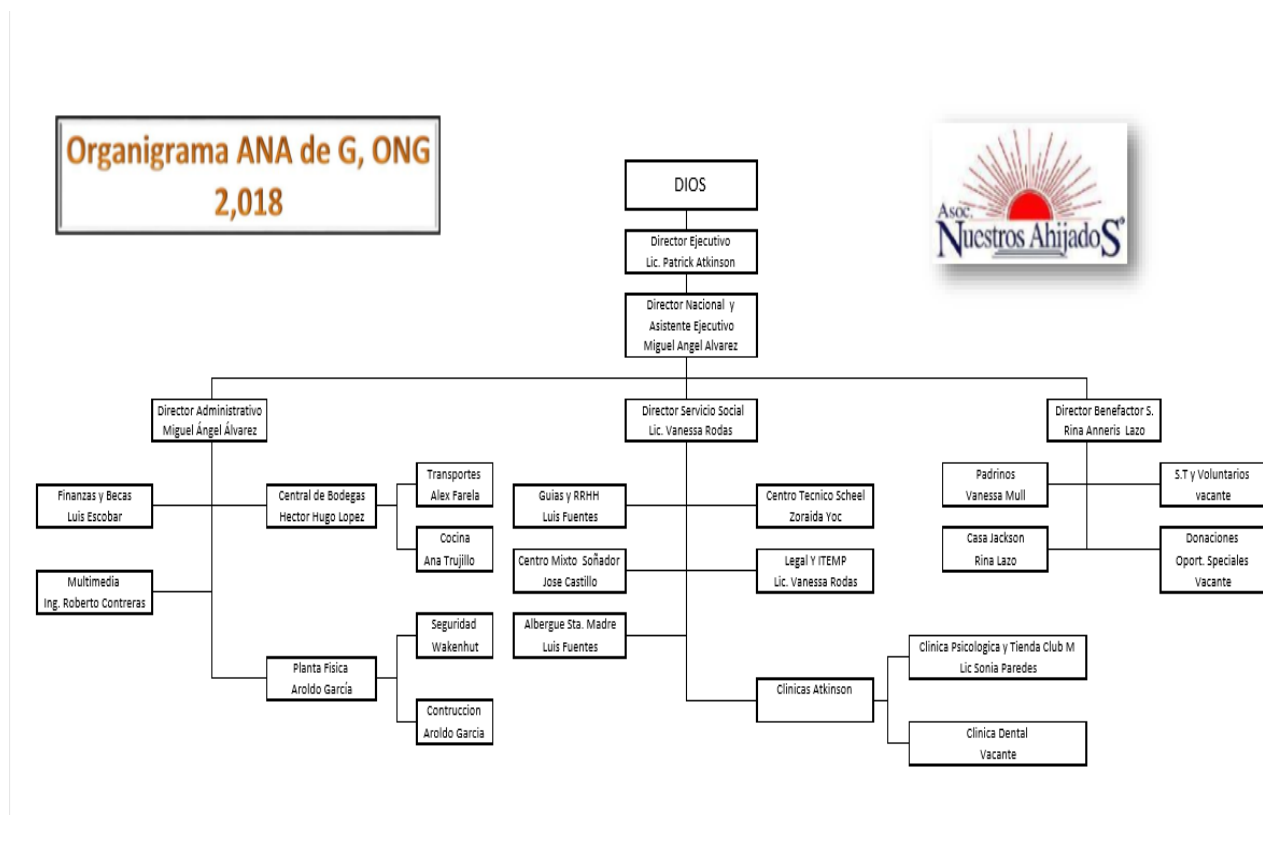 Organigrama ANA de G, ONG
2,018
Asoc.
Nuestros AhijadoS
DIOS
Director Ejecutivo
Lic. Patrick Atkinson
Director Nacional y
Asistente Ejecutivo
Miguel Angel Alvarez
Director Administrativo
Miguel Ángel Álvarez
Director Servicio Social
Lic. Vanessa Rodas
Director Benefactor S.
Rina Anneris Lazo
Finanzas y Becas
Luis Escobar
Central de Bodegas
Hector Hugo Lopez
Transportes
Alex Farela
Cocina
Ana Trujillo
Multimedia
Ing. Roberto Contreras
Planta Fisica
Aroldo García
Seguridad
Wakenhut
Contruccion
Aroldo Garcia
Guias y RRHH
Luis Fuentes
Centro Tecnico Scheel
Zoraida Yoc
Centro Mixto Soñador
Jose Castillo
Legal Y ITEMP
Lic. Vanessa Rodas
Albergue Sta. Madre
Luis Fuentes
Clinicas Atkinson
Clinica Psicologica y Tienda Club M
Lic Sonia Paredes
Clinica Dental
Vacante
Padrinos
Vanessa Mull
S.T y Voluntarios
vacante
Casa Jackson
Rina Lazo
Donaciones
Oport. Speciales
Vacante